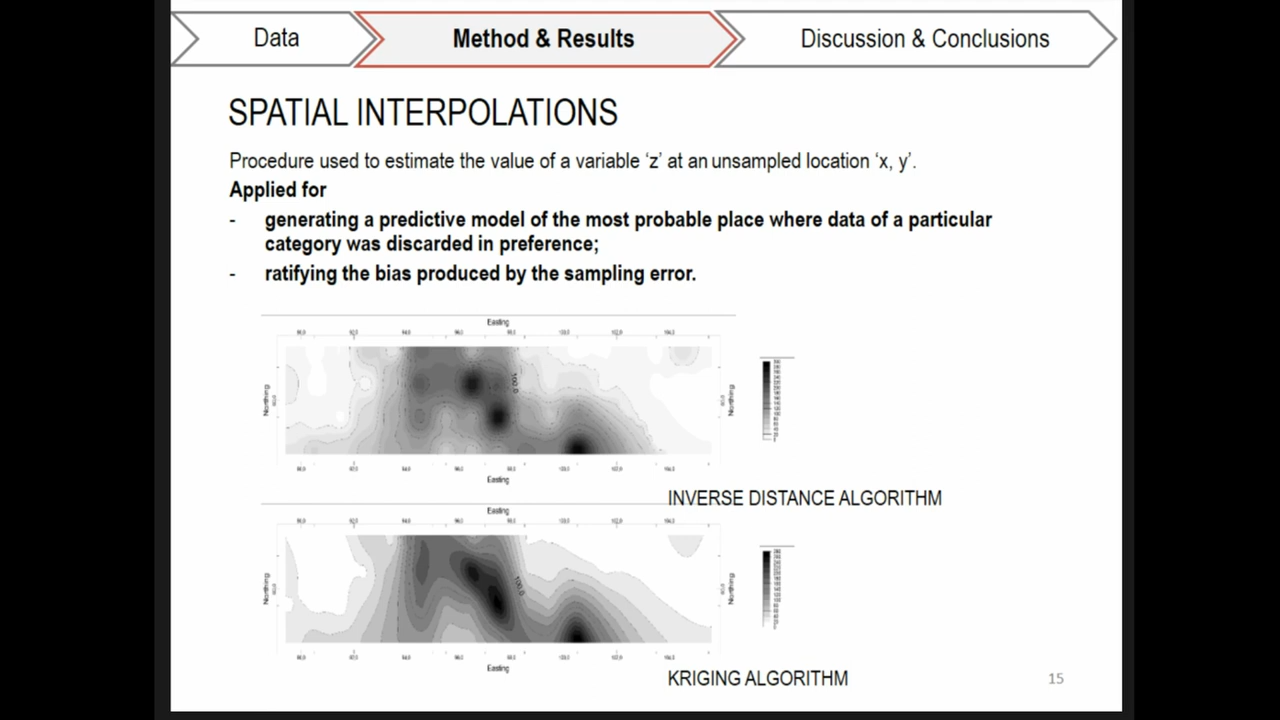 Data
Method & Results
Discussion & Conclusions
SPATIAL INTERPOLATIONS
Procedure used to estimate the value of a variable ‘z’ at an unsampled location ‘x, y’.
Applied for
- generating a predictive model of the most probable place where data of a particular
category was discarded in preference;
- ratifying the bias produced by the sampling error.
Easting
Northing
Northing
Easting
INVERSE DISTANCE ALGORITHM
Easting
Northing
Northing
Easting
KRIGING ALGORITHM
15